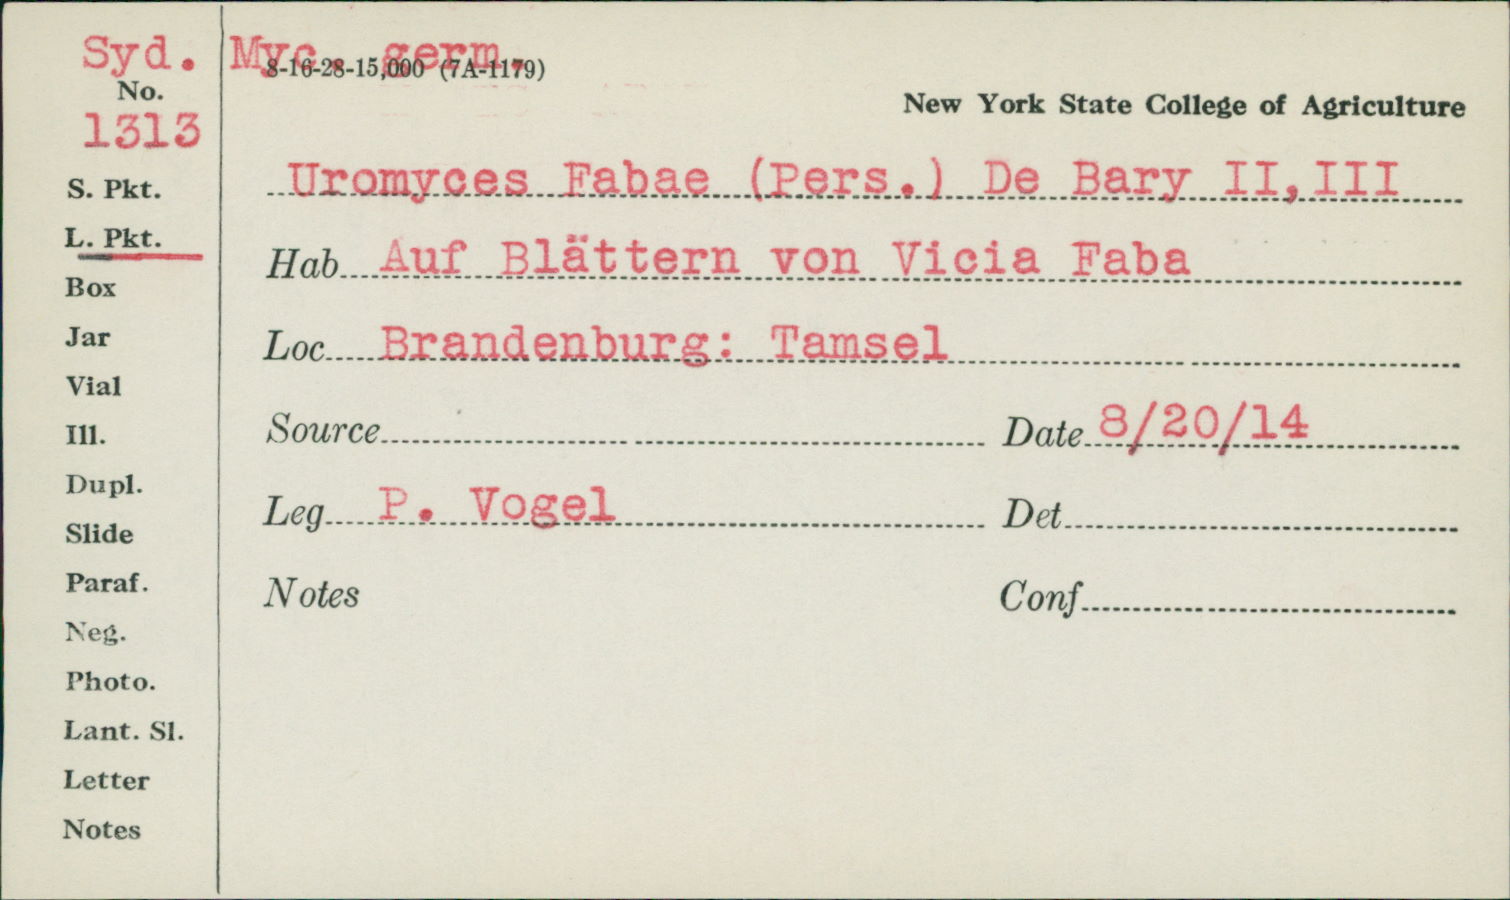 Syd. Myc. germ.
8-16-28-15,000 (7A-1179)
No.
1313
New York State College of Agriculture
S. Pkt.
Uromyces Fabae (Pers.) De Bary II,III
L. Pkt.
Hab Auf Blättern von Vicia Faba
Box
Jar
Loc Brandenburg: Tamsel
Vial
Ill.
Source Date 8/20/14
Dupl.
Slide
Leg P. Vogel Det
Paraf.
Notes Conf
Neg.
Photo.
Lant. Sl.
Letter
Notes